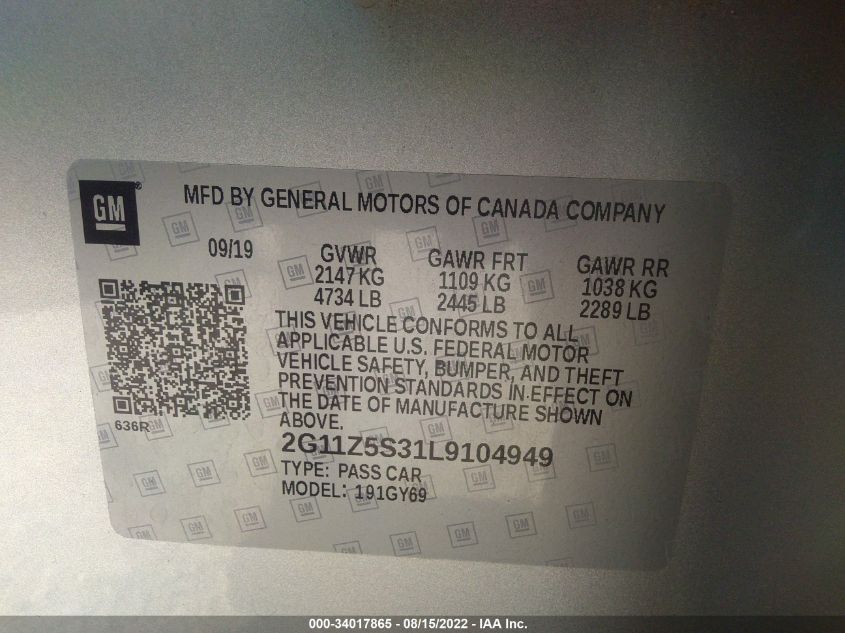 GM
MFD BY GENERAL MOTORS OF CANADA COMPANY
09/19
GVWR
2147 KG
4734 LB
GAWR FRT
1109 KG
2445 LB
GAWR RR
1038 KG
2289 LB
THIS VEHICLE CONFORMS TO ALL
APPLICABLE U.S. FEDERAL MOTOR
VEHICLE SAFETY, BUMPER, AND THEFT
PREVENTION STANDARDS IN EFFECT ON
THE DATE OF MANUFACTURE SHOWN
ABOVE.
636R
2G11Z5S31L9104949
TYPE: PASS CAR
MODEL: 191GY69
000-34017865 - 08/15/2022 - IAA Inc.